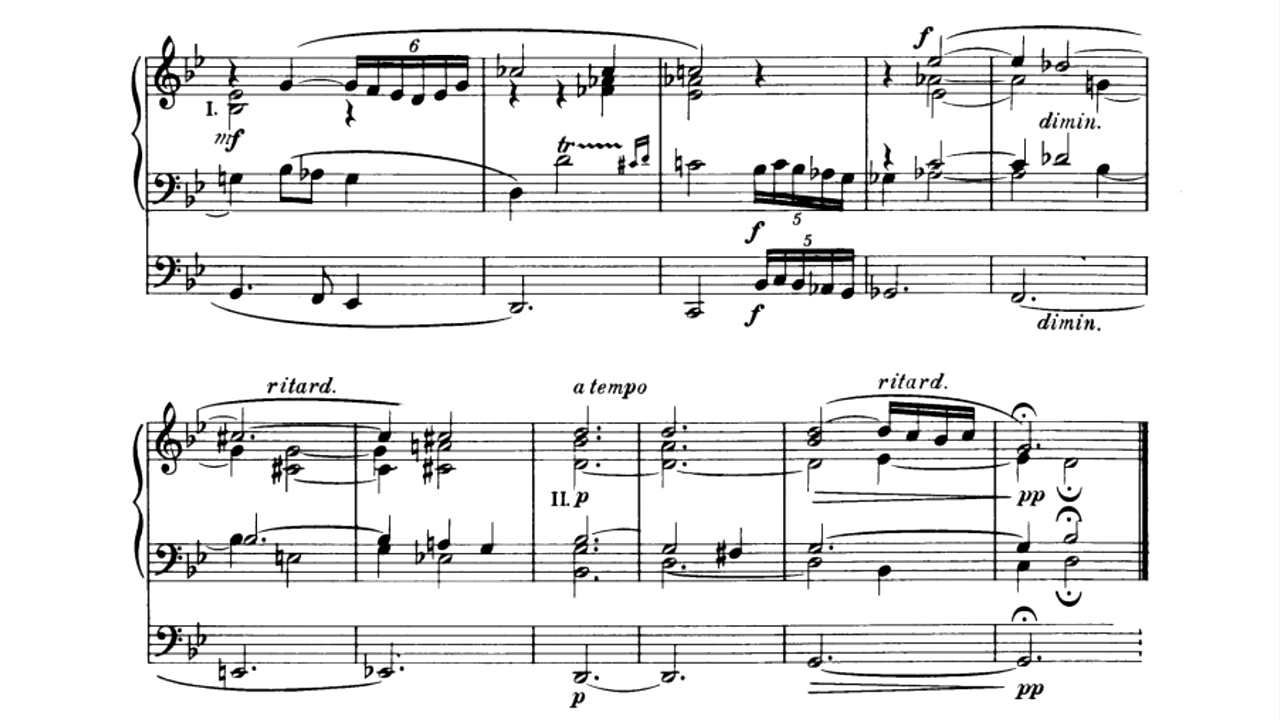 6
I.
mf
tr
f
dimin.
5
f
5
f
dimin.
ritard.
a tempo
ritard.
II. p
pp
p
pp